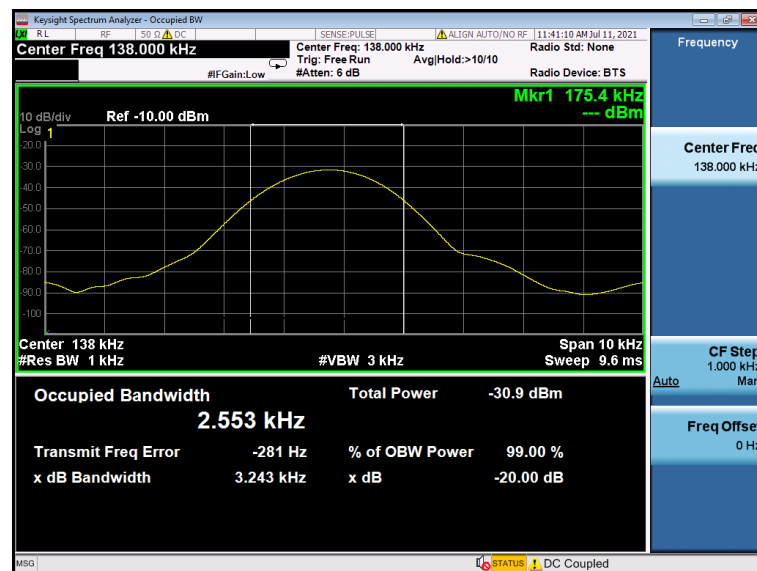 Keysight Spectrum Analyzer - Occupied BW
LXI RL RF 50 Ω DC SENSE:PULSE ALIGN AUTO/NO RF 11:41:10 AM Jul 11, 2021
Center Freq 138.000 kHz
Center Freq: 138.000 kHz
Radio Std: None
Trig: Free Run Avg|Hold:>10/10
#IFGain:Low #Atten: 6 dB Radio Device: BTS
Mkr1 175.4 kHz
10 dB/div Ref -10.00 dBm --- dBm
Log 1
-20.0
-30.0
-40.0
-50.0
-60.0
-70.0
-80.0
-90.0
-100
Center 138 kHz Span 10 kHz
#Res BW 1 kHz #VBW 3 kHz Sweep 9.6 ms
Occupied Bandwidth Total Power -30.9 dBm
2.553 kHz
Transmit Freq Error -281 Hz % of OBW Power 99.00 %
x dB Bandwidth 3.243 kHz x dB -20.00 dB
Frequency
Center Freq
138.000 kHz
CF Step
1.000 kHz
Auto Man
Freq Offset
0 Hz
MSG STATUS DC Coupled